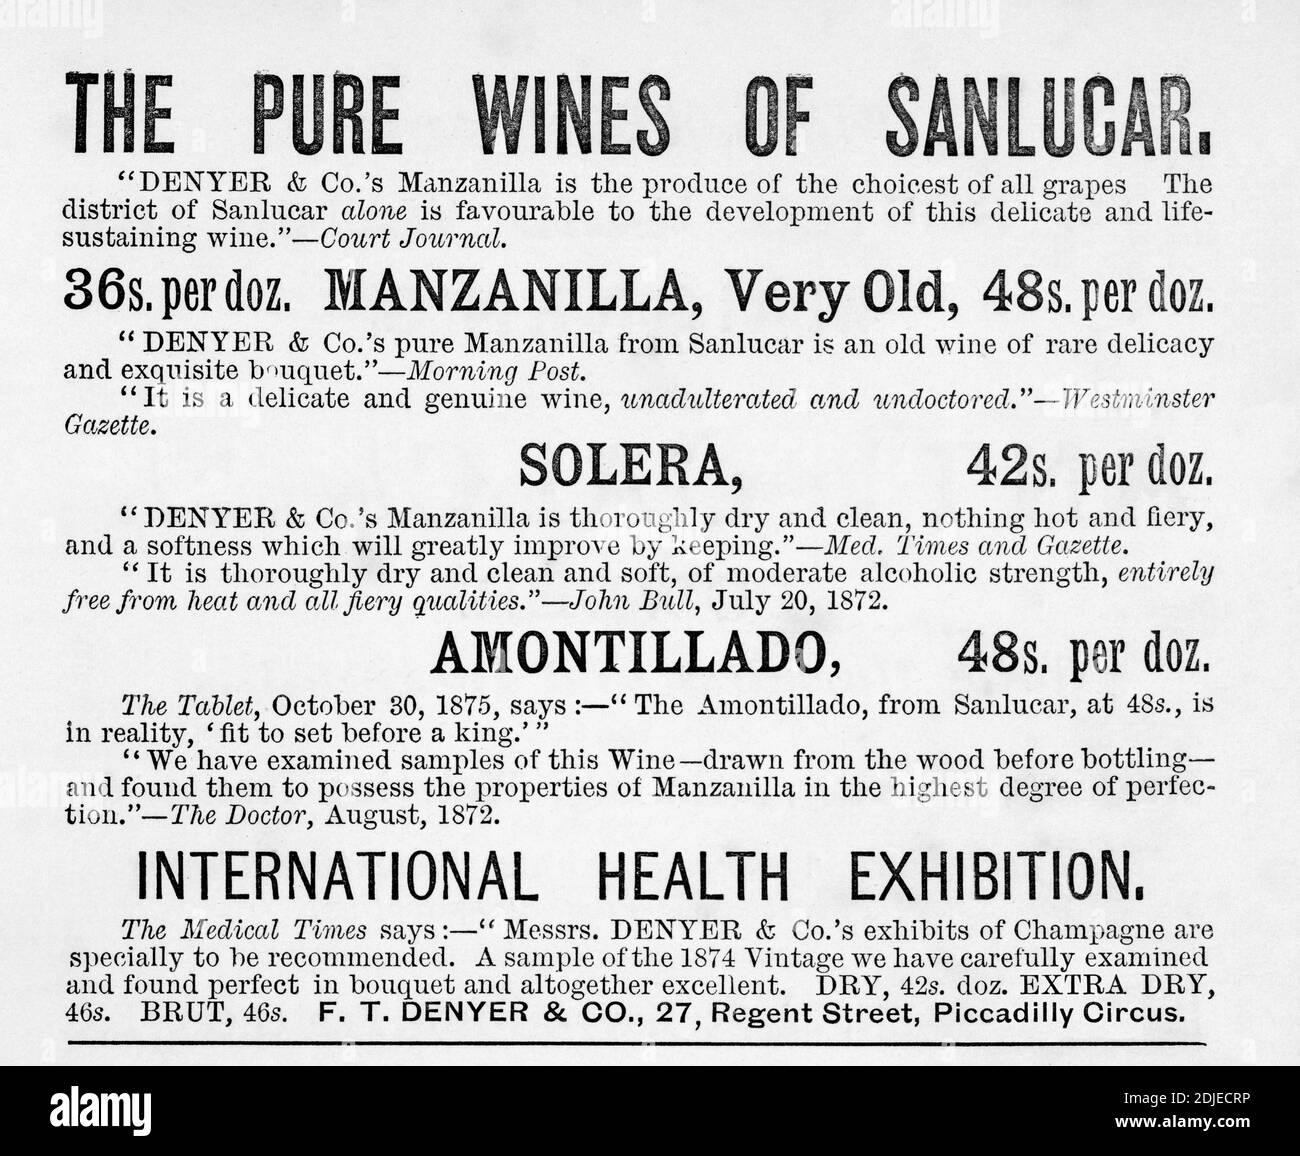 THE PURE WINES OF SANLUCAR.
"DENYER & Co.'s Manzanilla is the produce of the choicest of all grapes The
district of Sanlucar alone is favourable to the development of this delicate and life-
sustaining wine."—Court Journal.
36s. per doz. MANZANILLA, Very Old, 48s. per doz.
"DENYER & Co.'s pure Manzanilla from Sanlucar is an old wine of rare delicacy
and exquisite bouquet."—Morning Post.
"It is a delicate and genuine wine, unadulterated and undoctored."—Westminster
Gazette.
SOLERA, 42s. per doz.
"DENYER & Co.'s Manzanilla is thoroughly dry and clean, nothing hot and fiery,
and a softness which will greatly improve by keeping."—Med. Times and Gazette.
"It is thoroughly dry and clean and soft, of moderate alcoholic strength, entirely
free from heat and all fiery qualities."—John Bull, July 20, 1872.
AMONTILLADO, 48s. per doz.
The Tablet, October 30, 1875, says:—"The Amontillado, from Sanlucar, at 48s., is
in reality, 'fit to set before a king.'"
"We have examined samples of this Wine—drawn from the wood before bottling—
and found them to possess the properties of Manzanilla in the highest degree of perfec-
tion."—The Doctor, August, 1872.
INTERNATIONAL HEALTH EXHIBITION.
The Medical Times says:—"Messrs. DENYER & Co.'s exhibits of Champagne are
specially to be recommended. A sample of the 1874 Vintage we have carefully examined
and found perfect in bouquet and altogether excellent. DRY, 42s. doz. EXTRA DRY,
46s. BRUT, 46s. F. T. DENYER & CO., 27, Regent Street, Piccadilly Circus.
alamy
Image ID: 2DJECRP
www.alamy.com